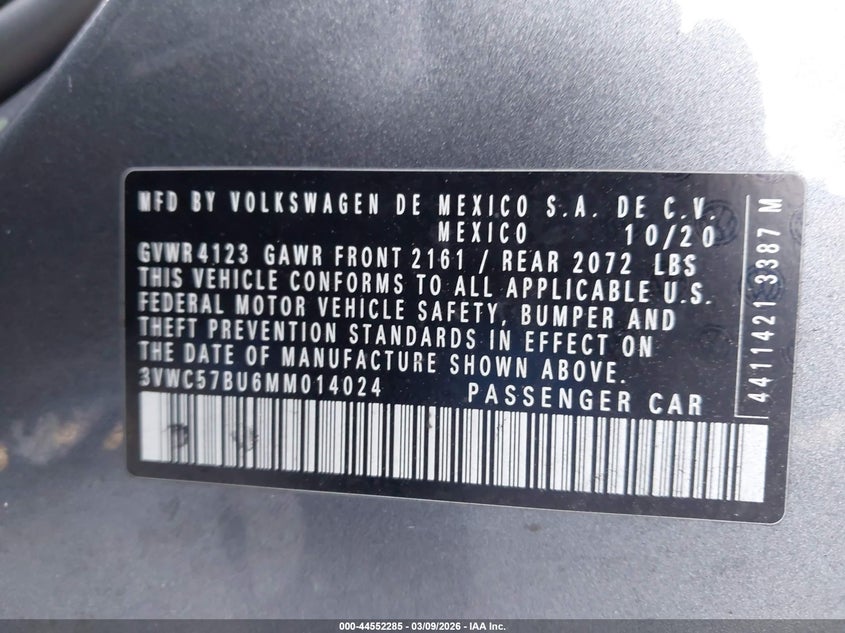 MFD BY VOLKSWAGEN DE MEXICO S.A. DE C.V.
MEXICO 10/20
GVWR 4123 GAWR FRONT 2161 / REAR 2072 LBS
THIS VEHICLE CONFORMS TO ALL APPLICABLE U.S.
FEDERAL MOTOR VEHICLE SAFETY, BUMPER AND
THEFT PREVENTION STANDARDS IN EFFECT ON
THE DATE OF MANUFACTURE SHOWN ABOVE.
3VWC57BU6MM014024 PASSENGER CAR
4411421 3387 M
000-44552285 - 03/09/2026 - IAA Inc.